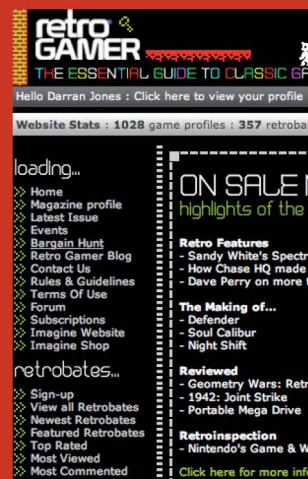 retro
GAMER
THE ESSENTIAL GUIDE TO CLASSIC
Hello Darran Jones : Click here to view your profile
Website Stats : 1028 game profiles : 357
loading...
Home
Magazine profile
Latest Issue
Events
Bargain Hunt
Retro Gamer Blog
Contact Us
Rules & Guidelines
Terms Of Use
Forum
Subscriptions
Imagine Website
Imagine Shop
retrobates...
Sign-up
View all Retrobates
Newest Retrobates
Featured Retrobates
Top Rated
Most Viewed
Most Commented
ON SALE
highlights of the
Retro Features
- Sandy White's
- How Chase HQ made
- Dave Perry on more
The Making of...
- Defender
- Soul Calibur
- Night Shift
Reviewed
- Geometry Wars:
- 1942: Joint Strike
- Portable Mega Drive
Retroinspection
- Nintendo's Game &
Click here for more